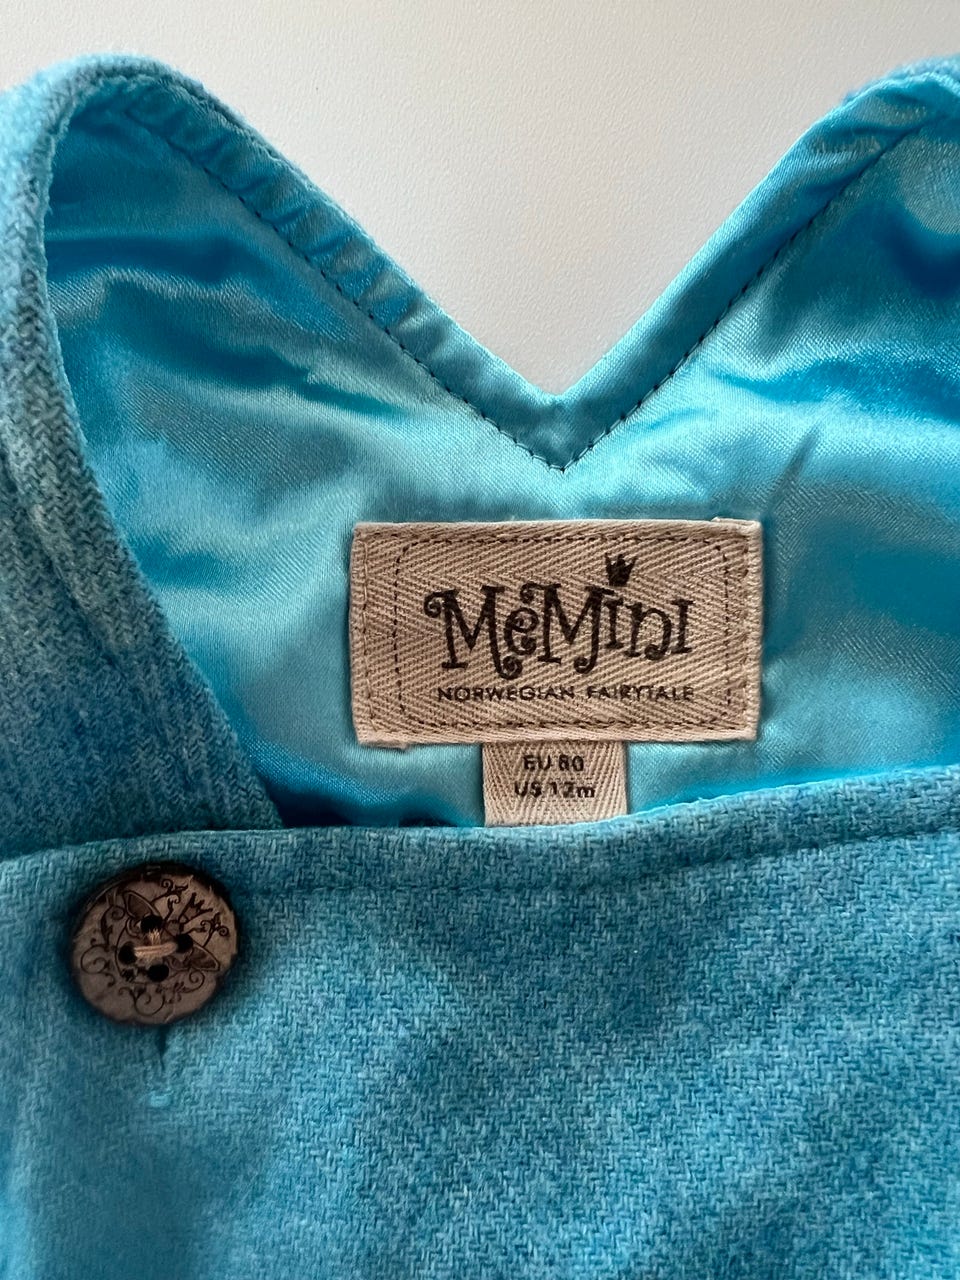 MeMini
NORWEGIAN FAIRYTALE
EU 80
US 12m